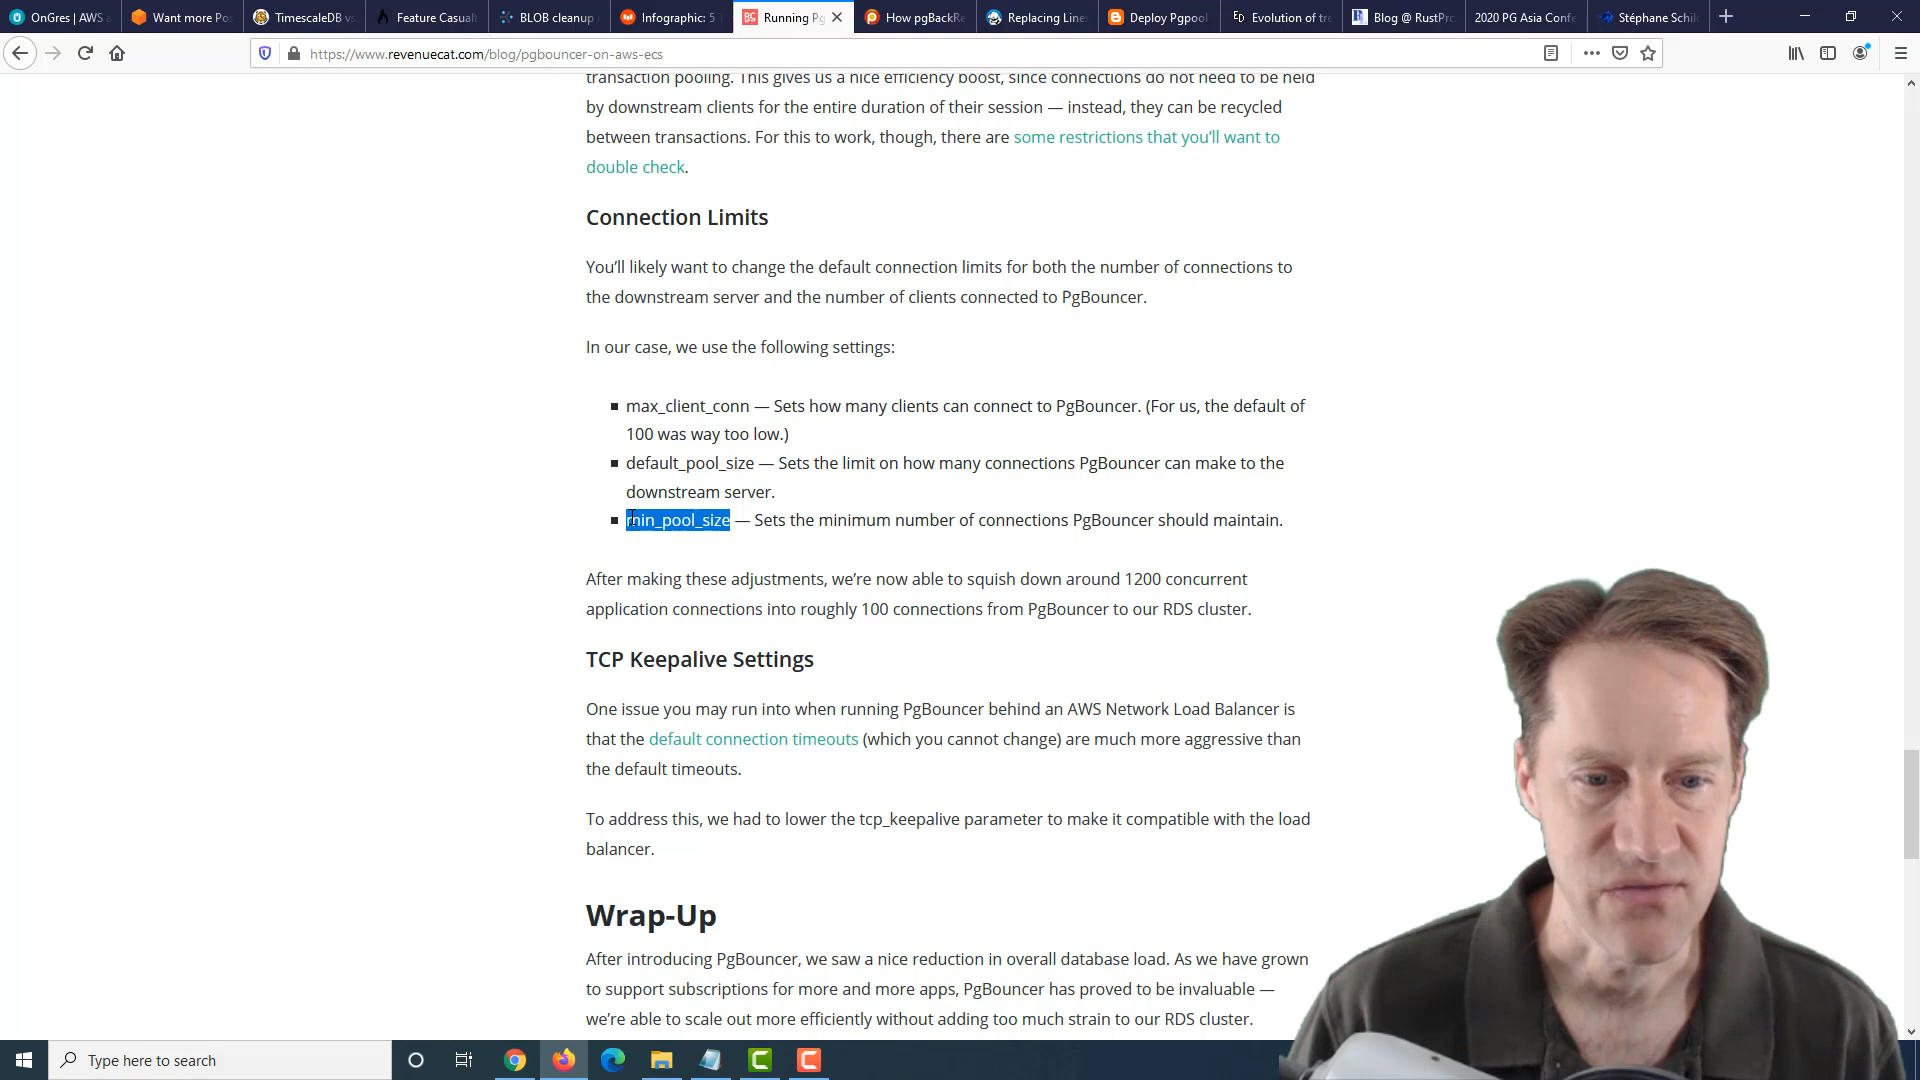 OnGres | AWS a
Want more Po
TimescaleDB vs
Feature Casualt
BLOB cleanup
Infographic: 5
Running Pg
How pgBackRe
Replacing Line
Deploy Pgpool
Evolution of tre
Blog @ RustPro
2020 PG Asia Confe
Stéphane Schil
https://www.revenuecat.com/blog/pgbouncer-on-aws-ecs
transaction pooling. This gives us a nice efficiency boost, since connections do not need to be held
by downstream clients for the entire duration of their session — instead, they can be recycled
between transactions. For this to work, though, there are some restrictions that you’ll want to
double check.
Connection Limits
You’ll likely want to change the default connection limits for both the number of connections to
the downstream server and the number of clients connected to PgBouncer.
In our case, we use the following settings:
max_client_conn — Sets how many clients can connect to PgBouncer. (For us, the default of
100 was way too low.)
default_pool_size — Sets the limit on how many connections PgBouncer can make to the
downstream server.
min_pool_size — Sets the minimum number of connections PgBouncer should maintain.
After making these adjustments, we’re now able to squish down around 1200 concurrent
application connections into roughly 100 connections from PgBouncer to our RDS cluster.
TCP Keepalive Settings
One issue you may run into when running PgBouncer behind an AWS Network Load Balancer is
that the default connection timeouts (which you cannot change) are much more aggressive than
the default timeouts.
To address this, we had to lower the tcp_keepalive parameter to make it compatible with the load
balancer.
Wrap-Up
After introducing PgBouncer, we saw a nice reduction in overall database load. As we have grown
to support subscriptions for more and more apps, PgBouncer has proved to be invaluable —
we’re able to scale out more efficiently without adding too much strain to our RDS cluster.
Type here to search